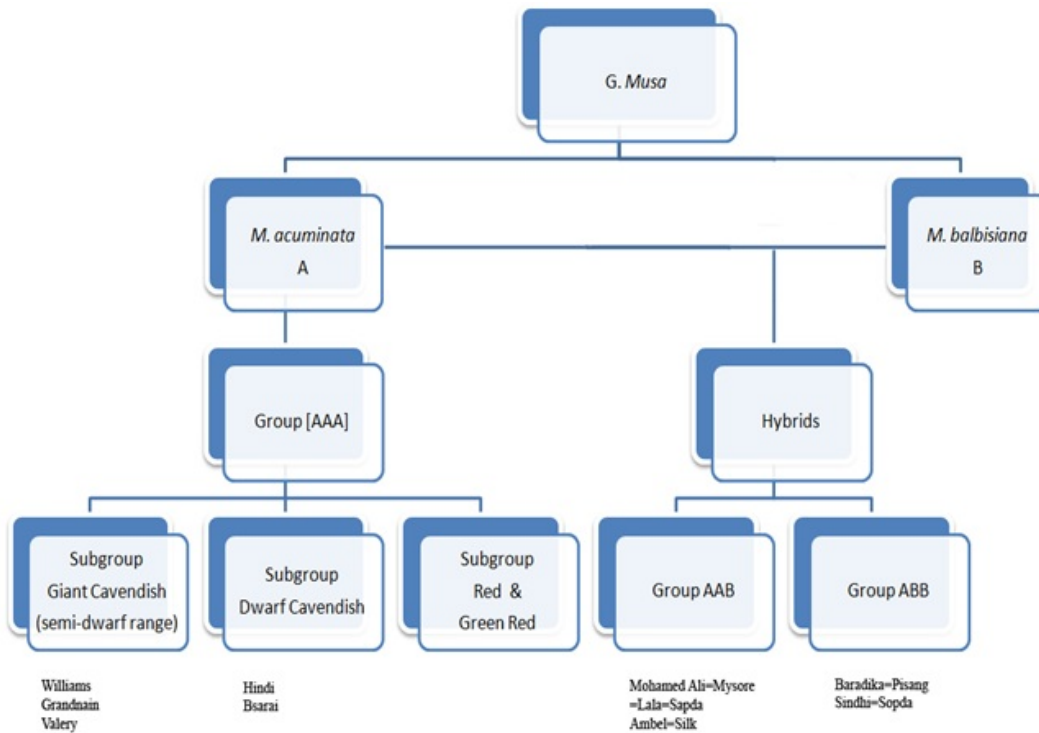 G. Musa
M. acuminata
A
M. balbisiana
B
Group [AAA]
Hybrids
Subgroup
Giant Cavendish
(semi-dwarf range)
Subgroup
Dwarf Cavendish
Subgroup
Red &
Green Red
Group AAB
Group ABB
Williams
Grandnain
Valery
Hindi
Bsarai
Mohamed Ali=Mysore
=Lala=Sapda
Ambel=Silk
Baradika=Pisang
Sindhi=Sopda